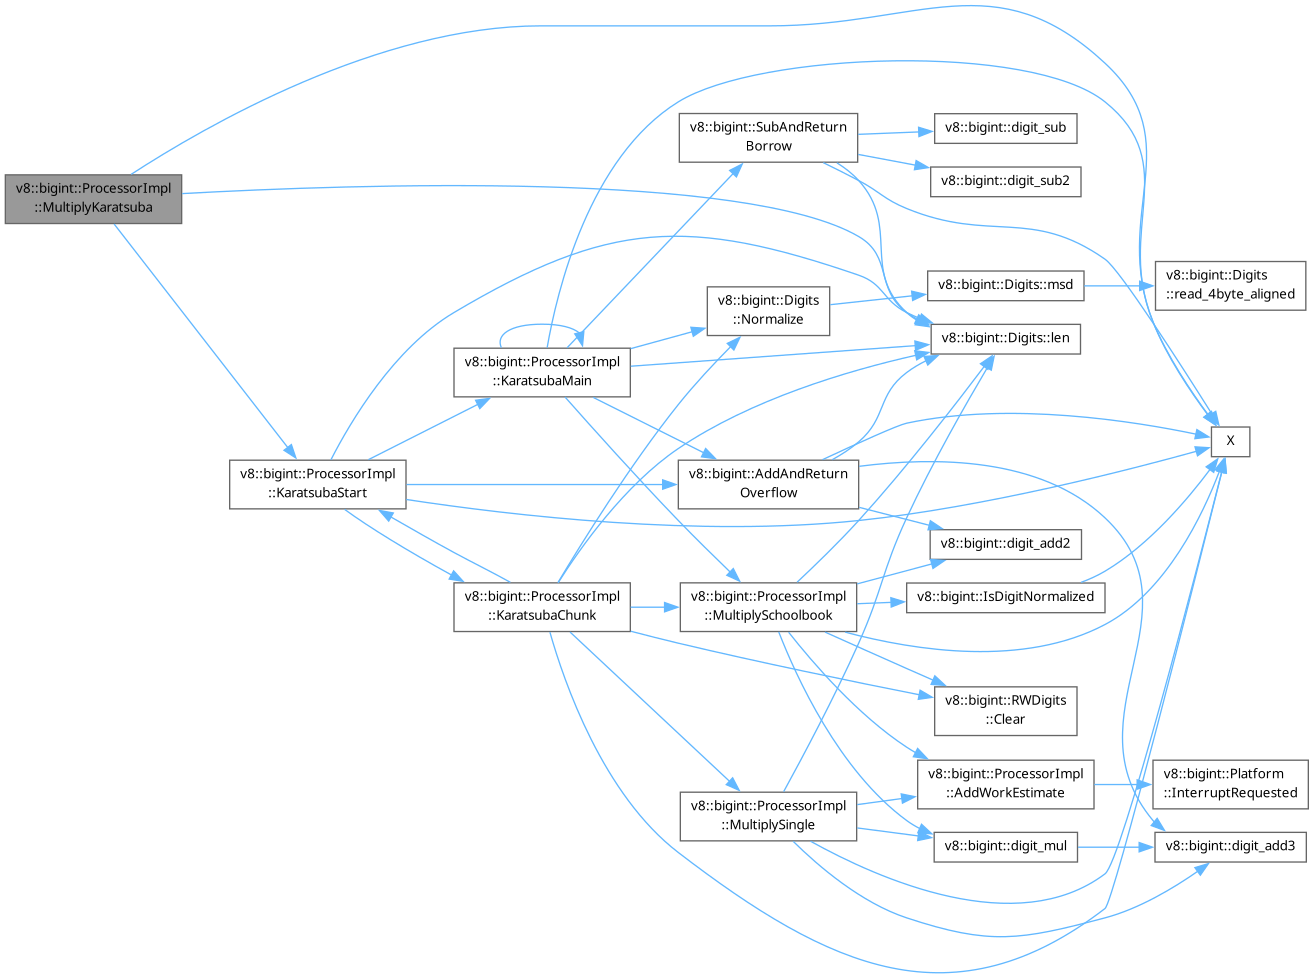 v8::bigint::ProcessorImpl
::MultiplyKaratsuba
v8::bigint::ProcessorImpl
::KaratsubaStart
v8::bigint::ProcessorImpl
::KaratsubaMain
v8::bigint::ProcessorImpl
::KaratsubaChunk
v8::bigint::SubAndReturn
Borrow
v8::bigint::Digits
::Normalize
v8::bigint::AddAndReturn
Overflow
v8::bigint::ProcessorImpl
::MultiplySchoolbook
v8::bigint::ProcessorImpl
::MultiplySingle
v8::bigint::digit_sub
v8::bigint::digit_sub2
v8::bigint::Digits::msd
v8::bigint::Digits::len
v8::bigint::digit_add2
v8::bigint::IsDigitNormalized
v8::bigint::RWDigits
::Clear
v8::bigint::ProcessorImpl
::AddWorkEstimate
v8::bigint::digit_mul
v8::bigint::Digits
::read_4byte_aligned
X
v8::bigint::Platform
::InterruptRequested
v8::bigint::digit_add3